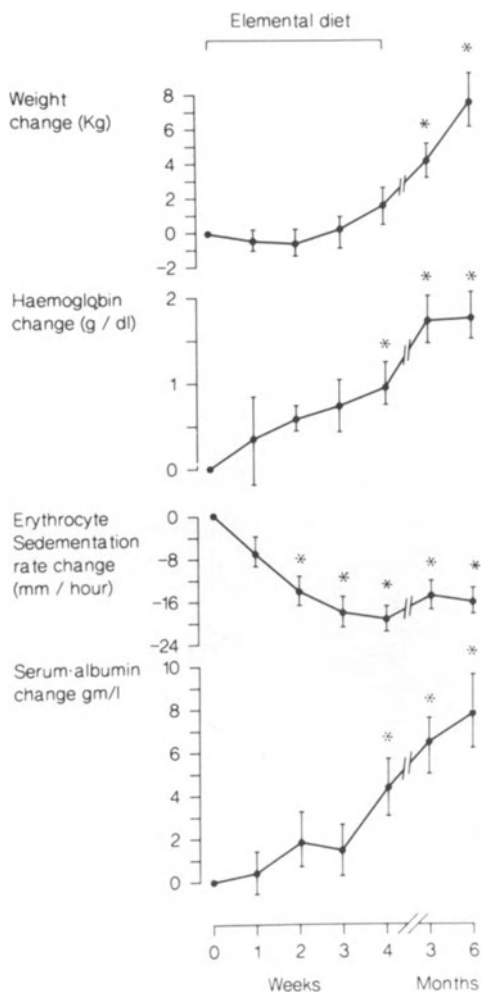 Elemental diet
Weight
change (Kg)
8
6
4
2
0
-2
*
*
Haemoglobin
change (g / dl)
2
1
0
*
*
*
Erythrocyte
Sedementation
rate change
(mm / hour)
0
-8
-16
-24
*
*
*
*
*
Serum-albumin
change gm/l
10
8
6
4
2
0
*
*
*
0 1 2 3 4 3 6
Weeks Months